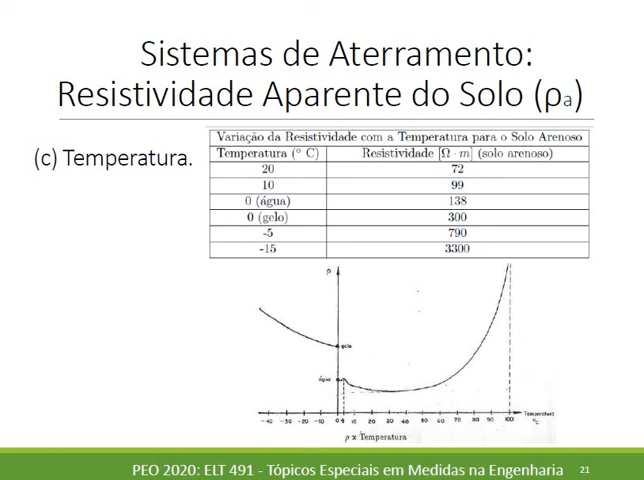 Sistemas de Aterramento:
Resistividade Aparente do Solo (ρa)
(c) Temperatura.
Variação da Resistividade com a Temperatura para o Solo Arenoso
Temperatura (° C) Resistividade [Ω · m] (solo arenoso)
20 72
10 99
0 (água) 138
0 (gelo) 300
-5 790
-15 3300
ρ
gelo
água
-40 -30 -20 -10 0 4 10 20 30 40 50 60 70 80 90 100
Temperatura
°C
ρ x Temperatura
PEO 2020: ELT 491 - Tópicos Especiais em Medidas na Engenharia 21